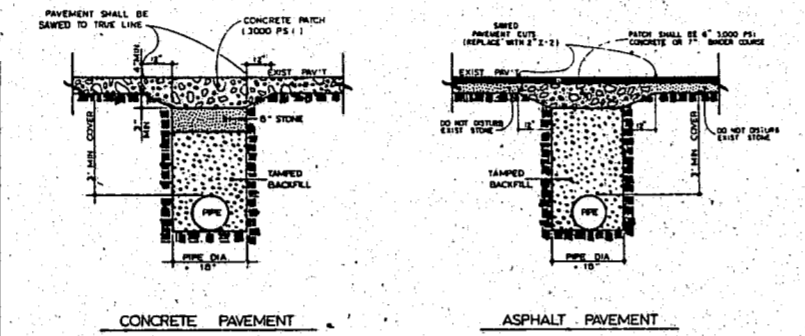 PAVEMENT SHALL BE
SAWED TO TRUE LINE
CONCRETE PATCH
(3000 PSI)
12"
12"
4" MIN.
EXIST PAV'T
MIN
6" STONE
3' MIN COVER
TAMPED
BACKFILL
PIPE
PIPE DIA
+ 18"
CONCRETE PAVEMENT
SAWED
PAVEMENT CUTS
(REPLACE WITH 2" I-2)
PATCH SHALL BE 6" 3,000 PSI
CONCRETE OR 7" BINDER COURSE
EXIST PAV'T
DO NOT DISTURB
EXIST STONE
12"
12"
DO NOT DISTURB
EXIST STONE
3' MIN COVER
TAMPED
BACKFILL
PIPE
PIPE DIA
+ 18"
ASPHALT PAVEMENT